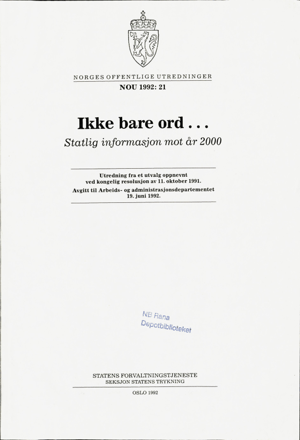 NORGES OFFENTLIGE UTREDNINGER
NOU 1992: 21
Ikke bare ord . . .
Statlig informasjon mot år 2000
Utredning fra et utvalg oppnevnt
ved kongelig resolusjon av 11. oktober 1991.
Avgitt til Arbeids- og administrasjonsdepartementet
19. juni 1992.
NB Rana
Depotbiblioteket
STATENS FORVALTNINGSTJENESTE
SEKSJON STATENS TRYKNING
OSLO 1992